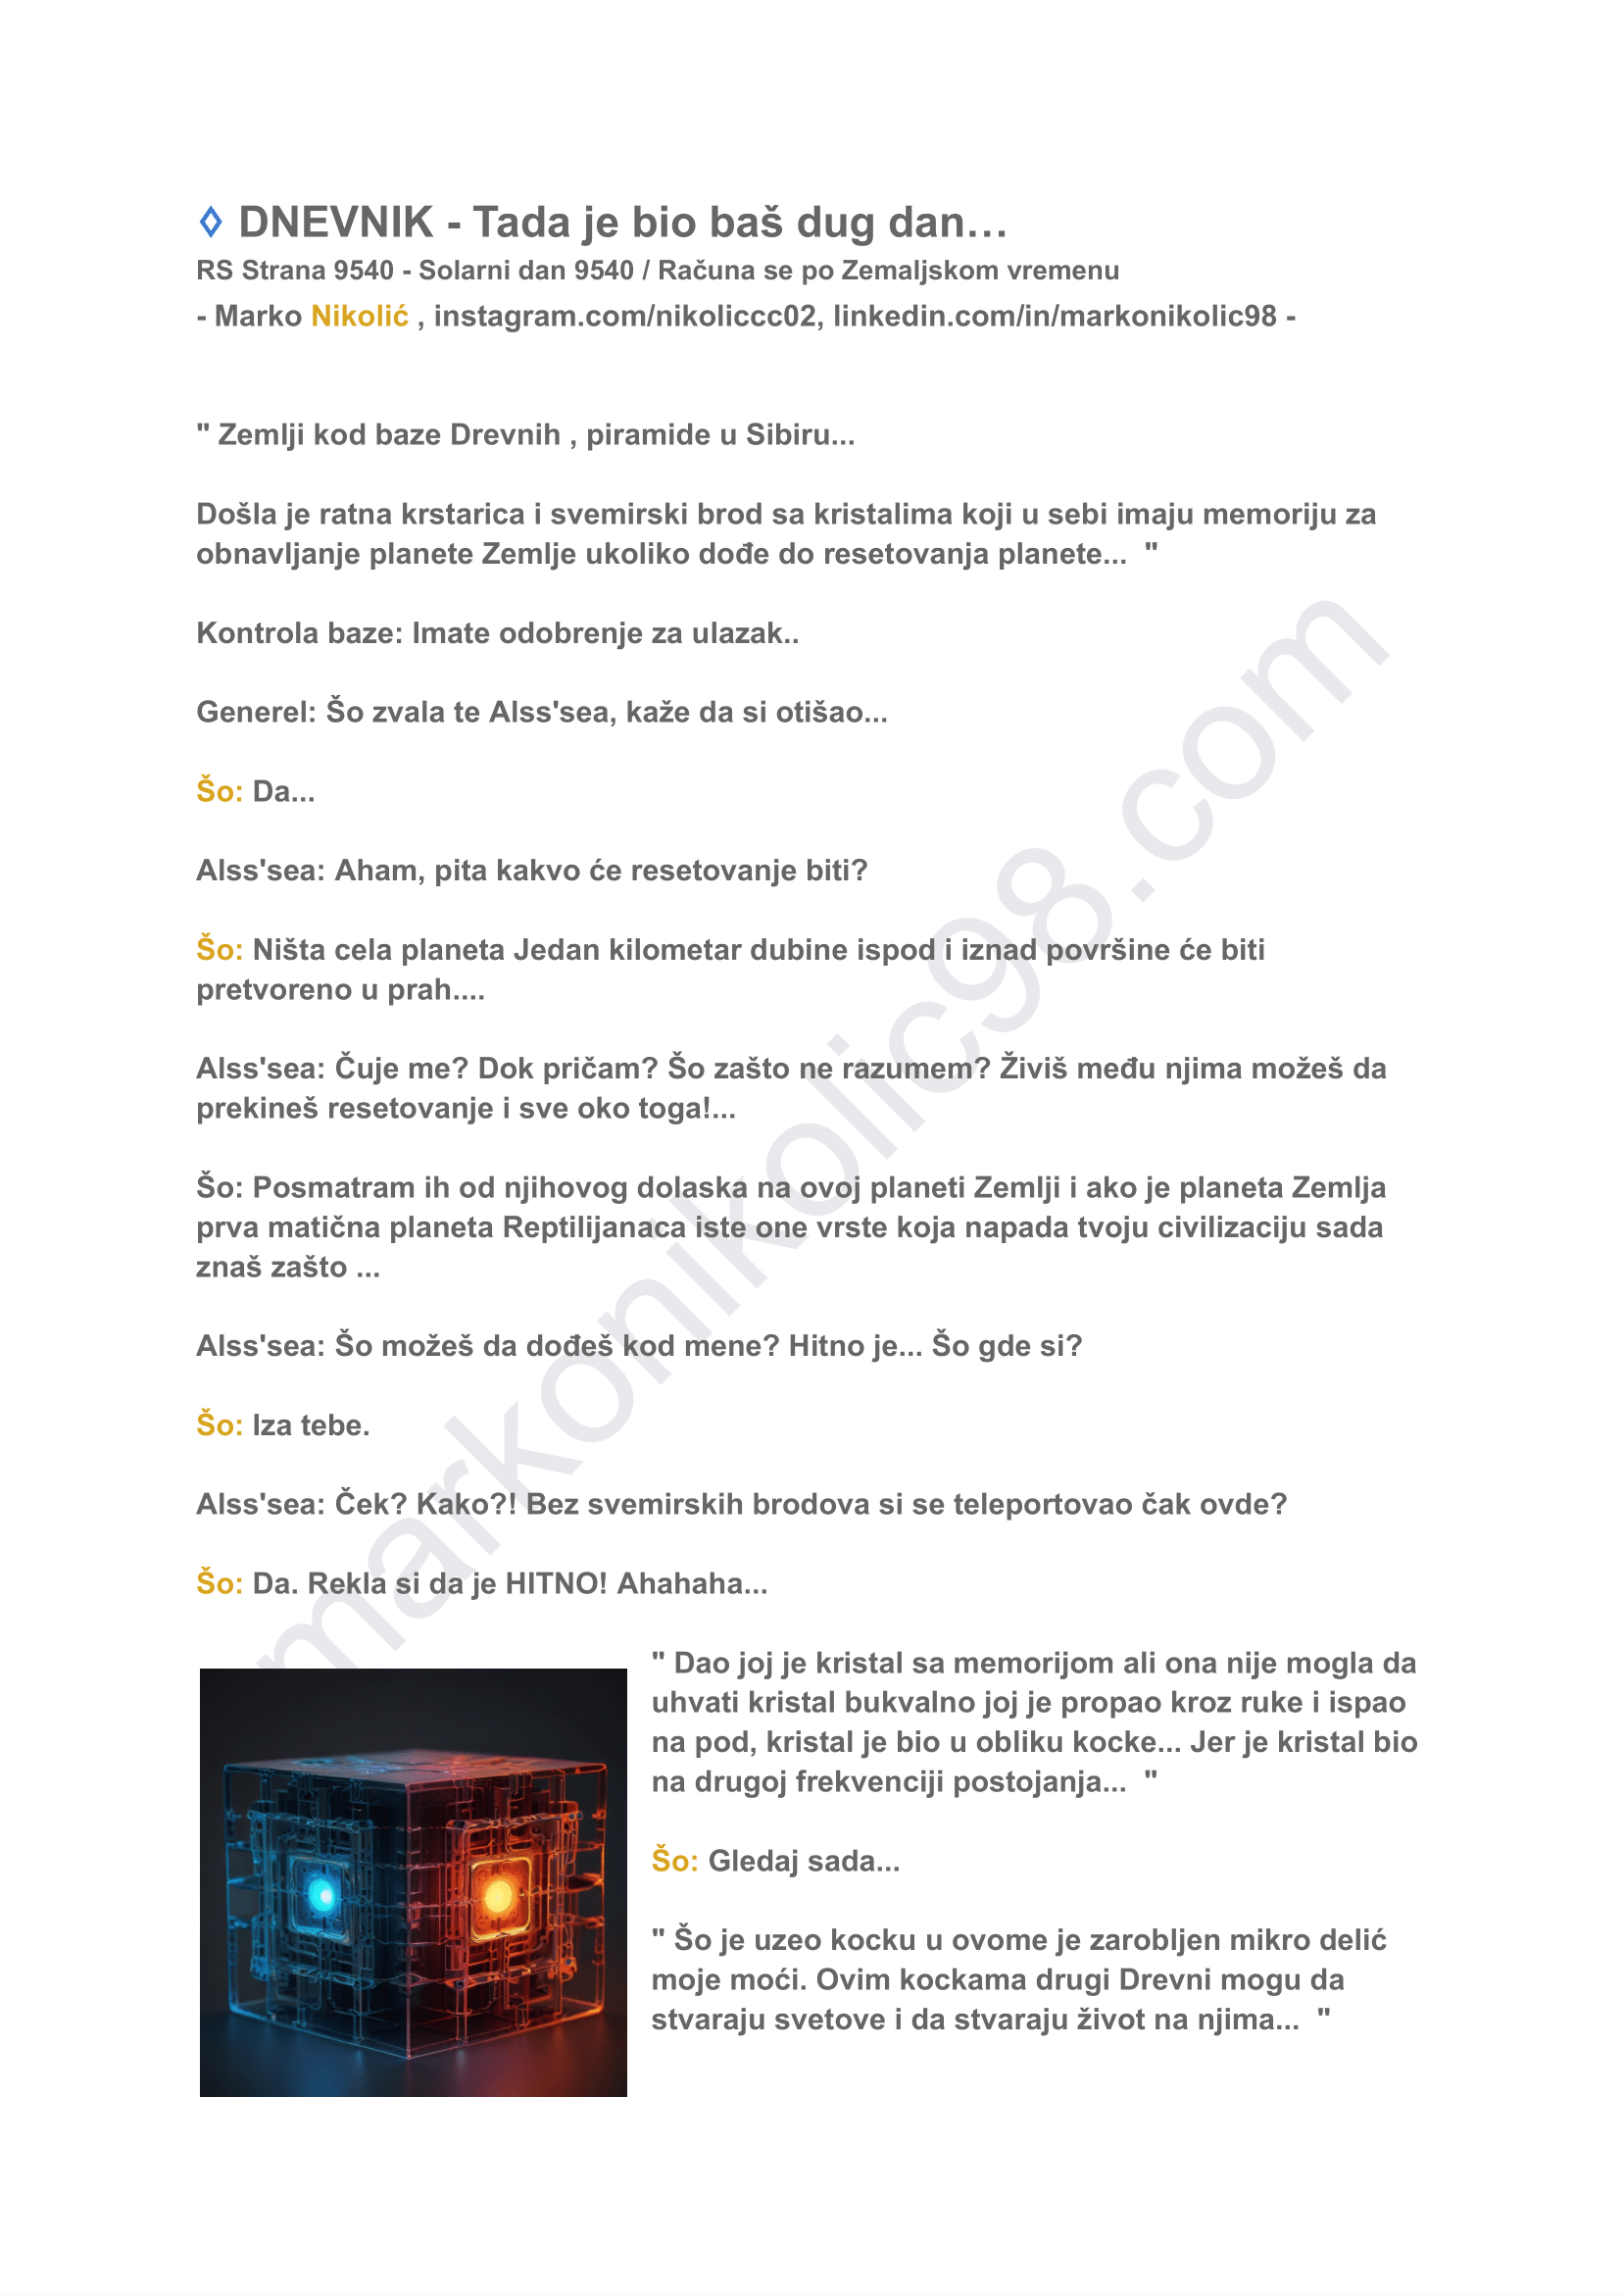 ◊ DNEVNIK - Tada je bio baš dug dan…
RS Strana 9540 - Solarni dan 9540 / Računa se po Zemaljskom vremenu
- Marko Nikolić , instagram.com/nikoliccc02, linkedin.com/in/markonikolic98 -
" Zemlji kod baze Drevnih , piramide u Sibiru...
Došla je ratna krstarica i svemirski brod sa kristalima koji u sebi imaju memoriju za
obnavljanje planete Zemlje ukoliko dođe do resetovanja planete...  "
Kontrola baze: Imate odobrenje za ulazak..
Generel: Šo zvala te Alss'sea, kaže da si otišao...
Šo: Da...
Alss'sea: Aham, pita kakvo će resetovanje biti?
Šo: Ništa cela planeta Jedan kilometar dubine ispod i iznad površine će biti
pretvoreno u prah....
Alss'sea: Čuje me? Dok pričam? Šo zašto ne razumem? Živiš među njima možeš da
prekineš resetovanje i sve oko toga!...
Šo: Posmatram ih od njihovog dolaska na ovoj planeti Zemlji i ako je planeta Zemlja
prva matična planeta Reptilijanaca iste one vrste koja napada tvoju civilizaciju sada
znaš zašto ...
Alss'sea: Šo možeš da dođeš kod mene? Hitno je... Šo gde si?
Šo: Iza tebe.
Alss'sea: Ček? Kako?! Bez svemirskih brodova si se teleportovao čak ovde?
Šo: Da. Rekla si da je HITNO! Ahahaha...
" Dao joj je kristal sa memorijom ali ona nije mogla da
uhvati kristal bukvalno joj je propao kroz ruke i ispao
na pod, kristal je bio u obliku kocke... Jer je kristal bio
na drugoj frekvenciji postojanja...  "
Šo: Gledaj sada...
" Šo je uzeo kocku u ovome je zarobljen mikro delić
moje moći. Ovim kockama drugi Drevni mogu da
stvaraju svetove i da stvaraju život na njima...  "
markonikolic98.com